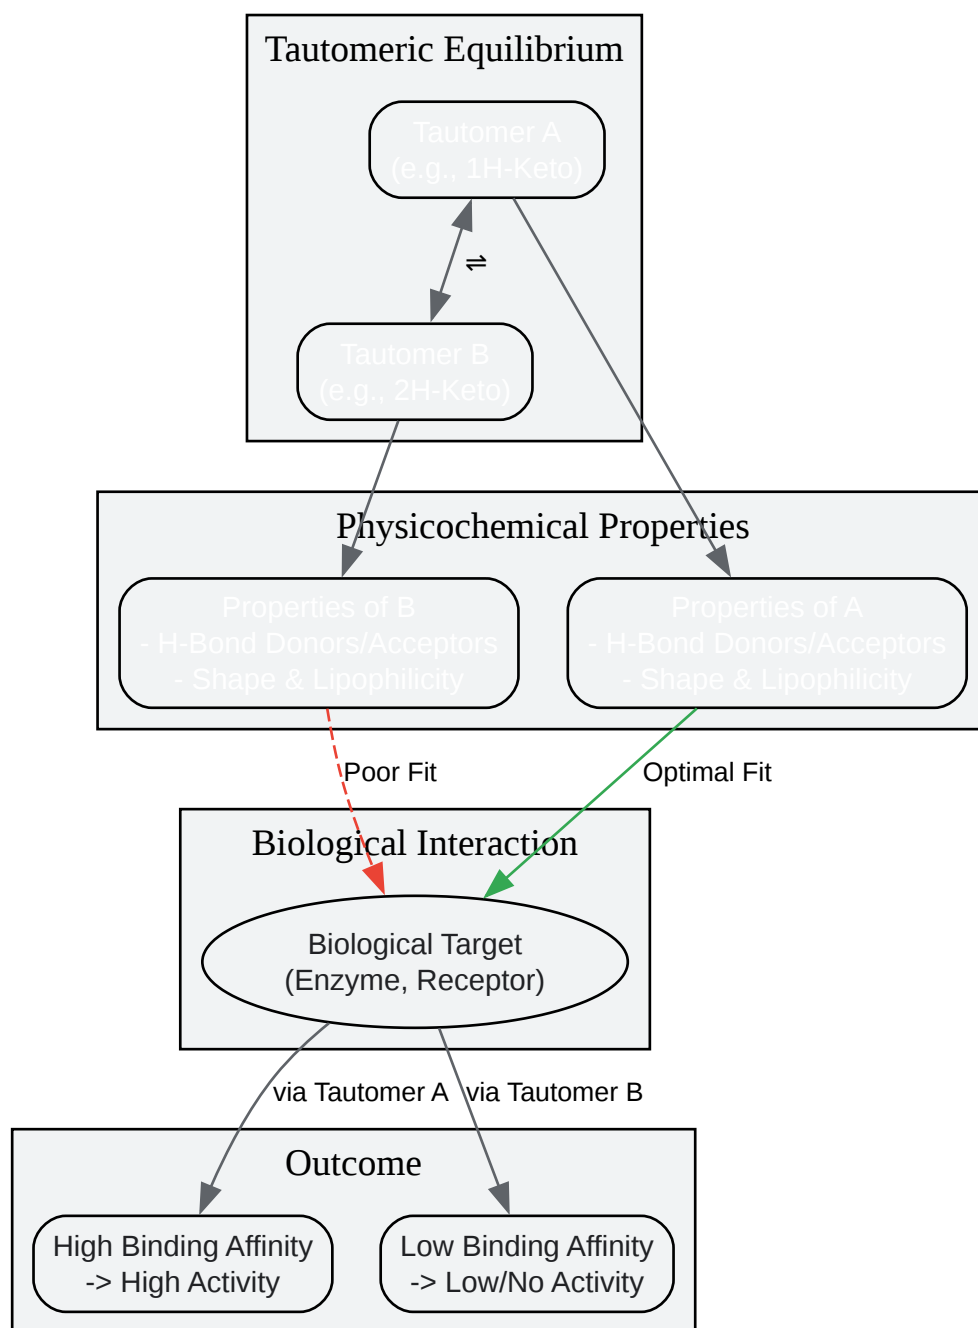 Tautomeric Equilibrium
Tautomer A
(e.g., 1H-Keto)
⇌
Tautomer B
(e.g., 2H-Keto)
Physicochemical Properties
Properties of B
- H-Bond Donors/Acceptors
- Shape & Lipophilicity
Properties of A
- H-Bond Donors/Acceptors
- Shape & Lipophilicity
Poor Fit
Optimal Fit
Biological Interaction
Biological Target
(Enzyme, Receptor)
via Tautomer A
via Tautomer B
Outcome
High Binding Affinity
-> High Activity
Low Binding Affinity
-> Low/No Activity